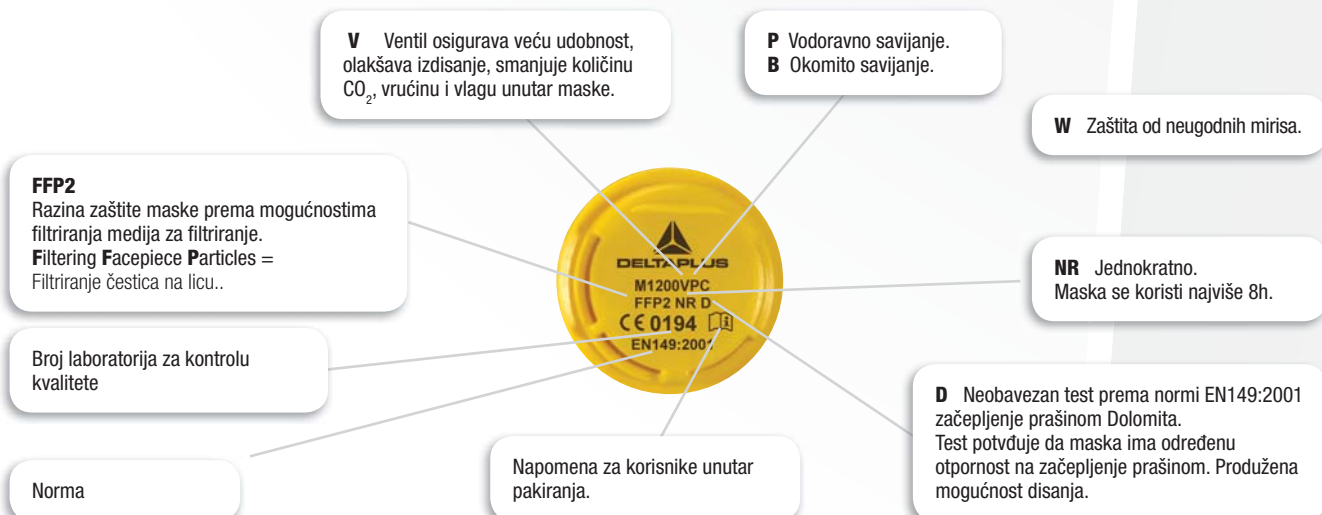 V Ventil osigurava veću udobnost,
olakšava izdisanje, smanjuje količinu
CO₂, vrućinu i vlagu unutar maske.
P Vodoravno savijanje.
B Okomito savijanje.
W Zaštita od neugodnih mirisa.
FFP2
Razina zaštite maske prema mogućnostima
filtriranja medija za filtriranje.
Filtering Facepiece Particles =
Filtriranje čestica na licu..
DELTAPLUS
M1200VPC
FFP2 NR D
CE 0194
EN149:2001
NR Jednokratno.
Maska se koristi najviše 8h.
Broj laboratorija za kontrolu
kvalitete
D Neobavezan test prema normi EN149:2001
začepljenje prašinom Dolomita.
Test potvđuje da maska ima određenu
otpornost na začepljenje prašinom. Produžena
mogućnost disanja.
Napomena za korisnike unutar
pakiranja.
Norma